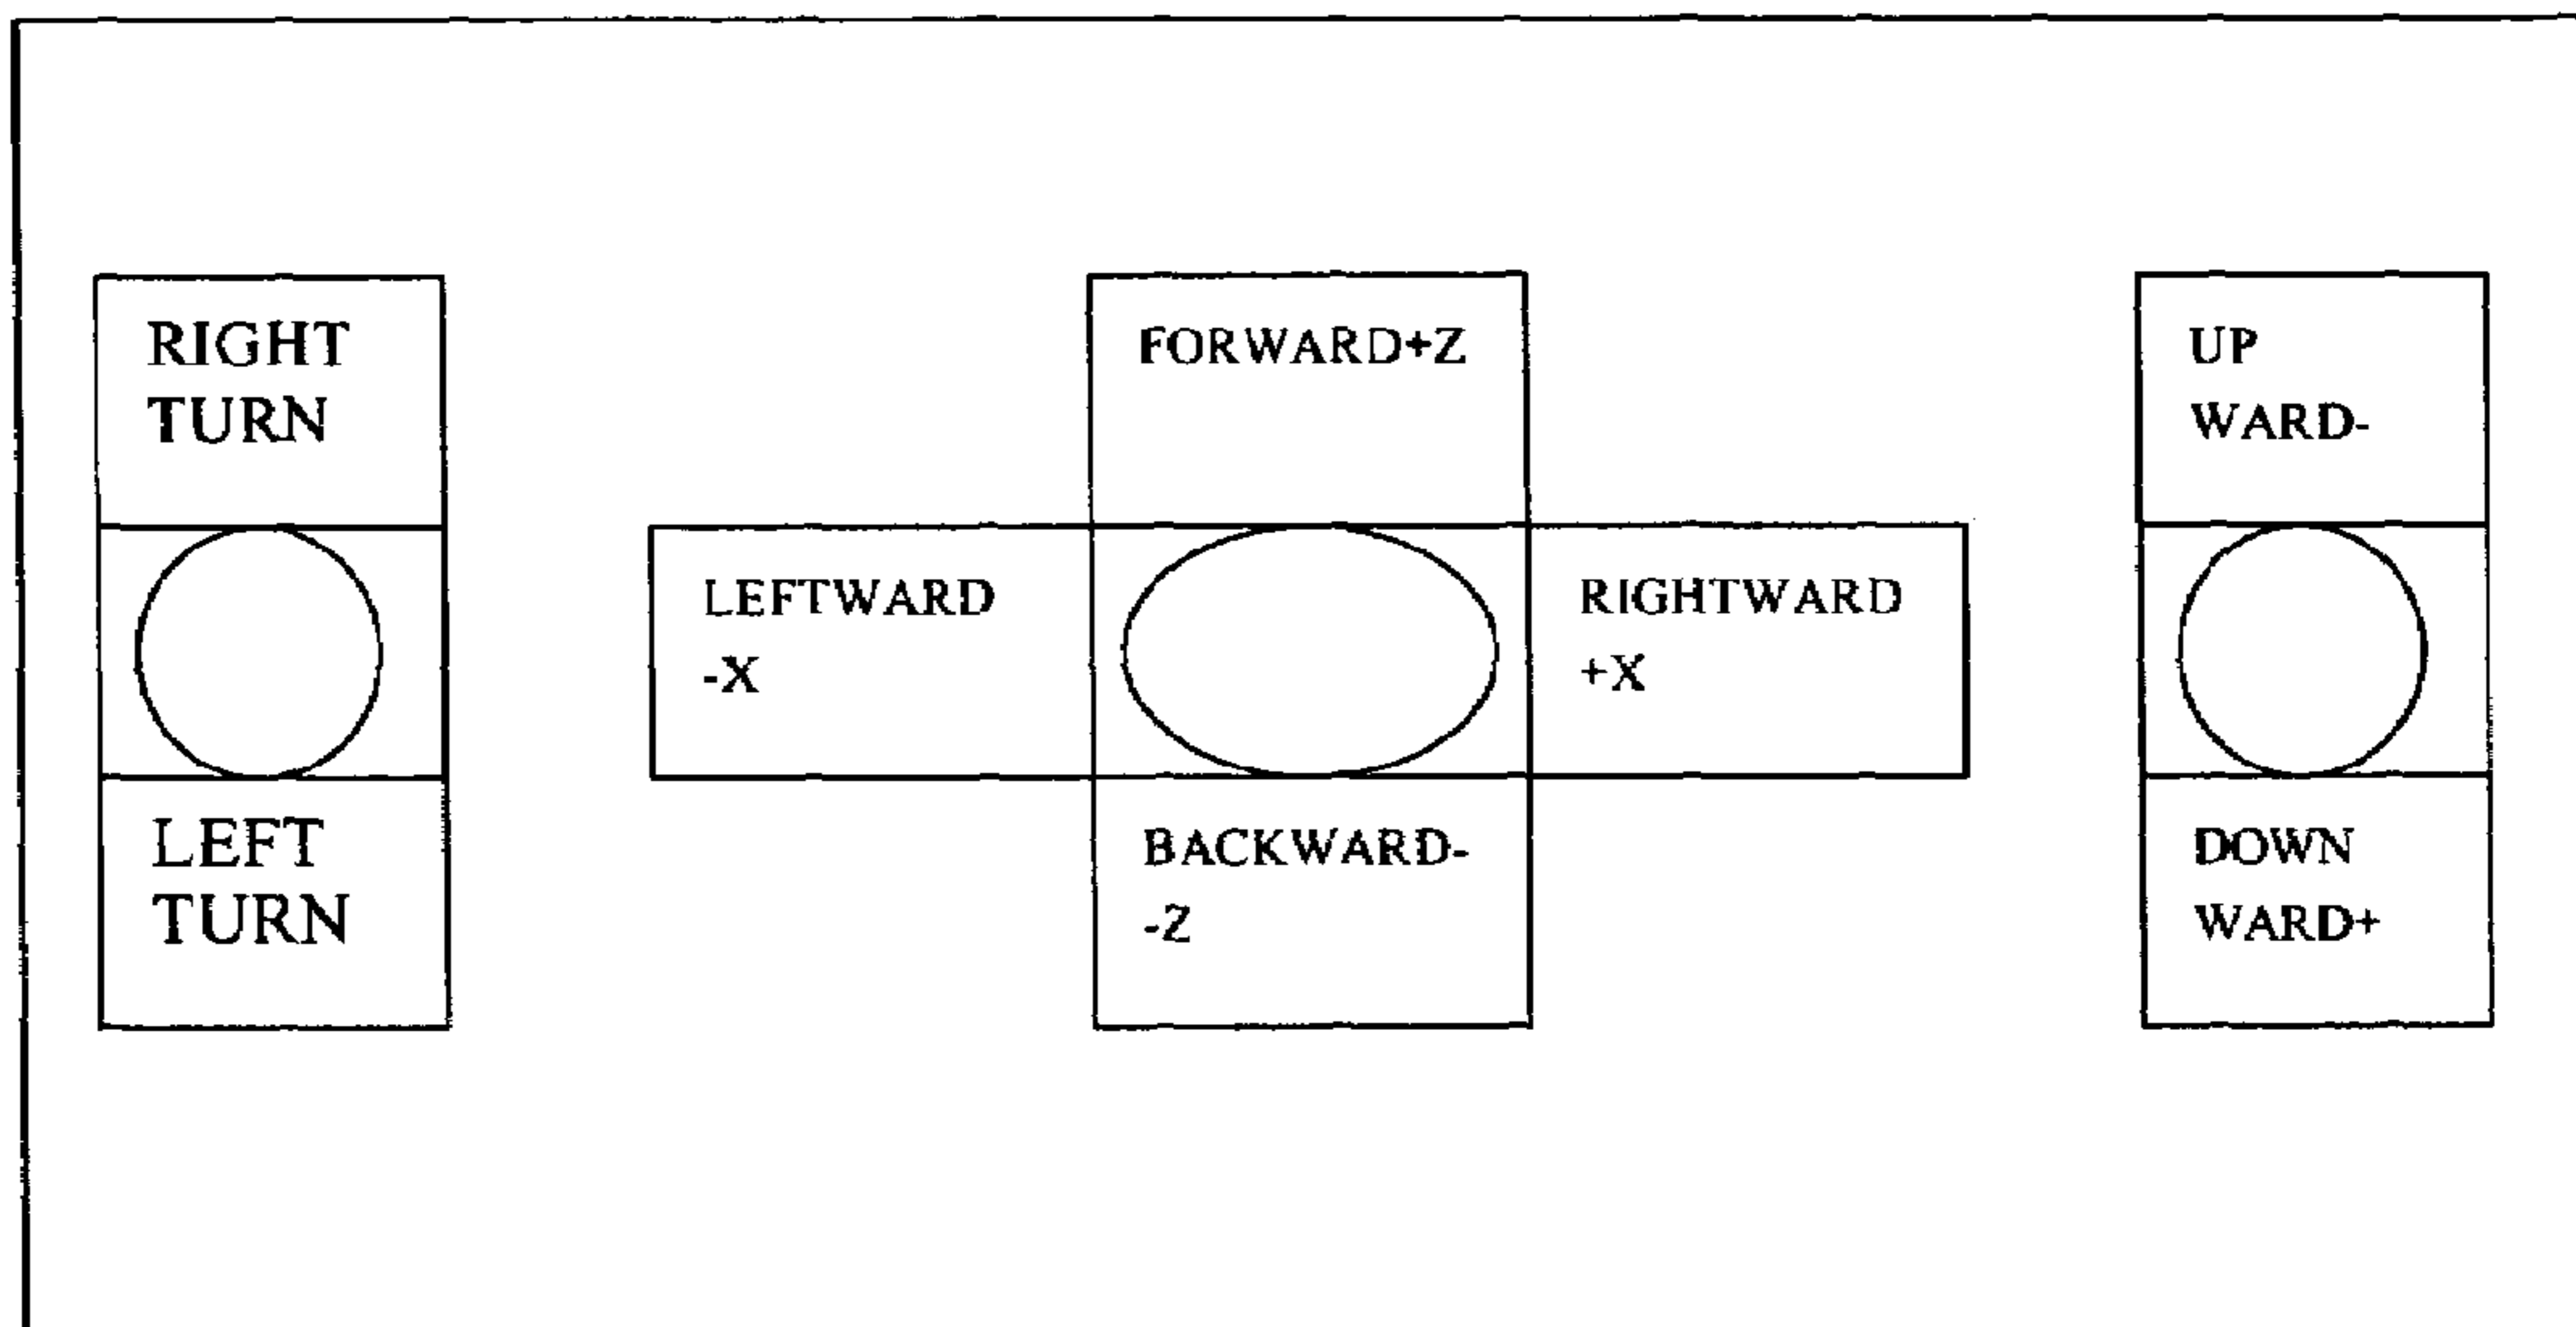 RIGHT
TURN
LEFT
TURN
FORWARD+Z
LEFTWARD
-X
RIGHTWARD
+X
BACKWARD-
-Z
UP
WARD-
DOWN
WARD+